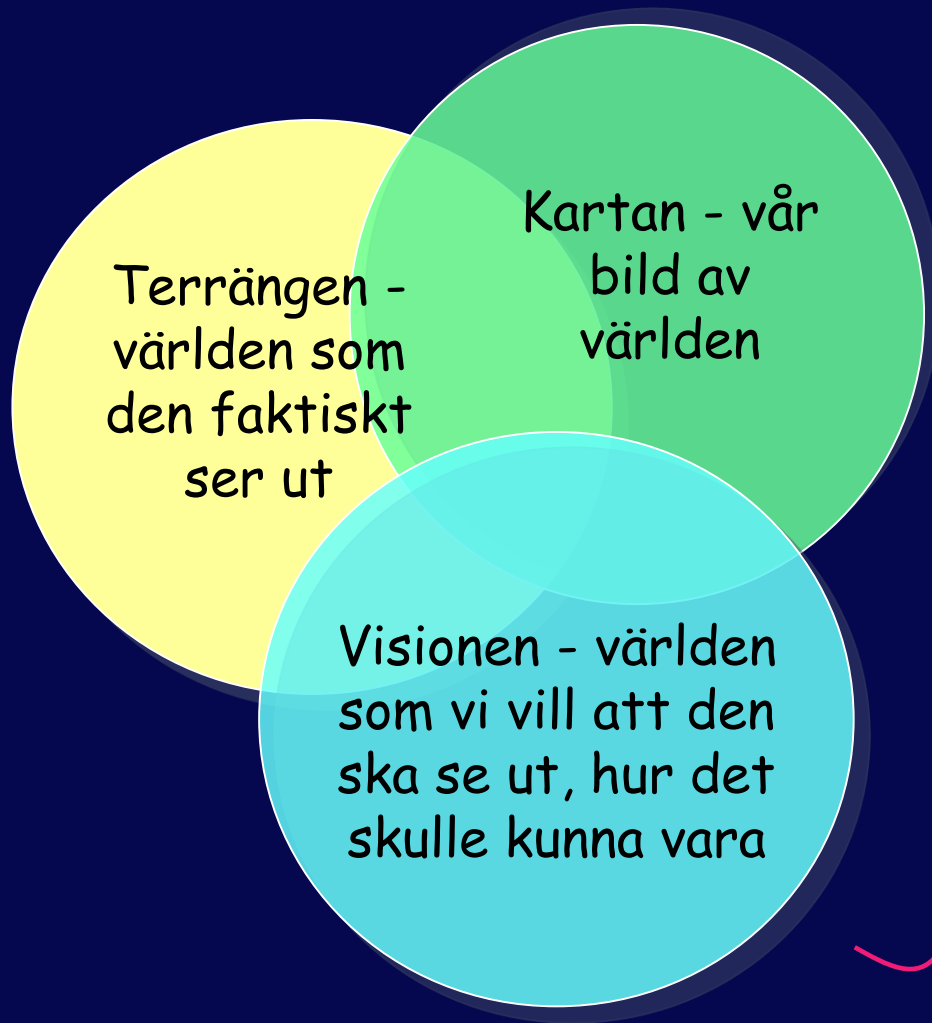 Terrängen -
världen som
den faktiskt
ser ut
Kartan - vår
bild av
världen
Visionen - världen
som vi vill att den
ska se ut, hur det
skulle kunna vara